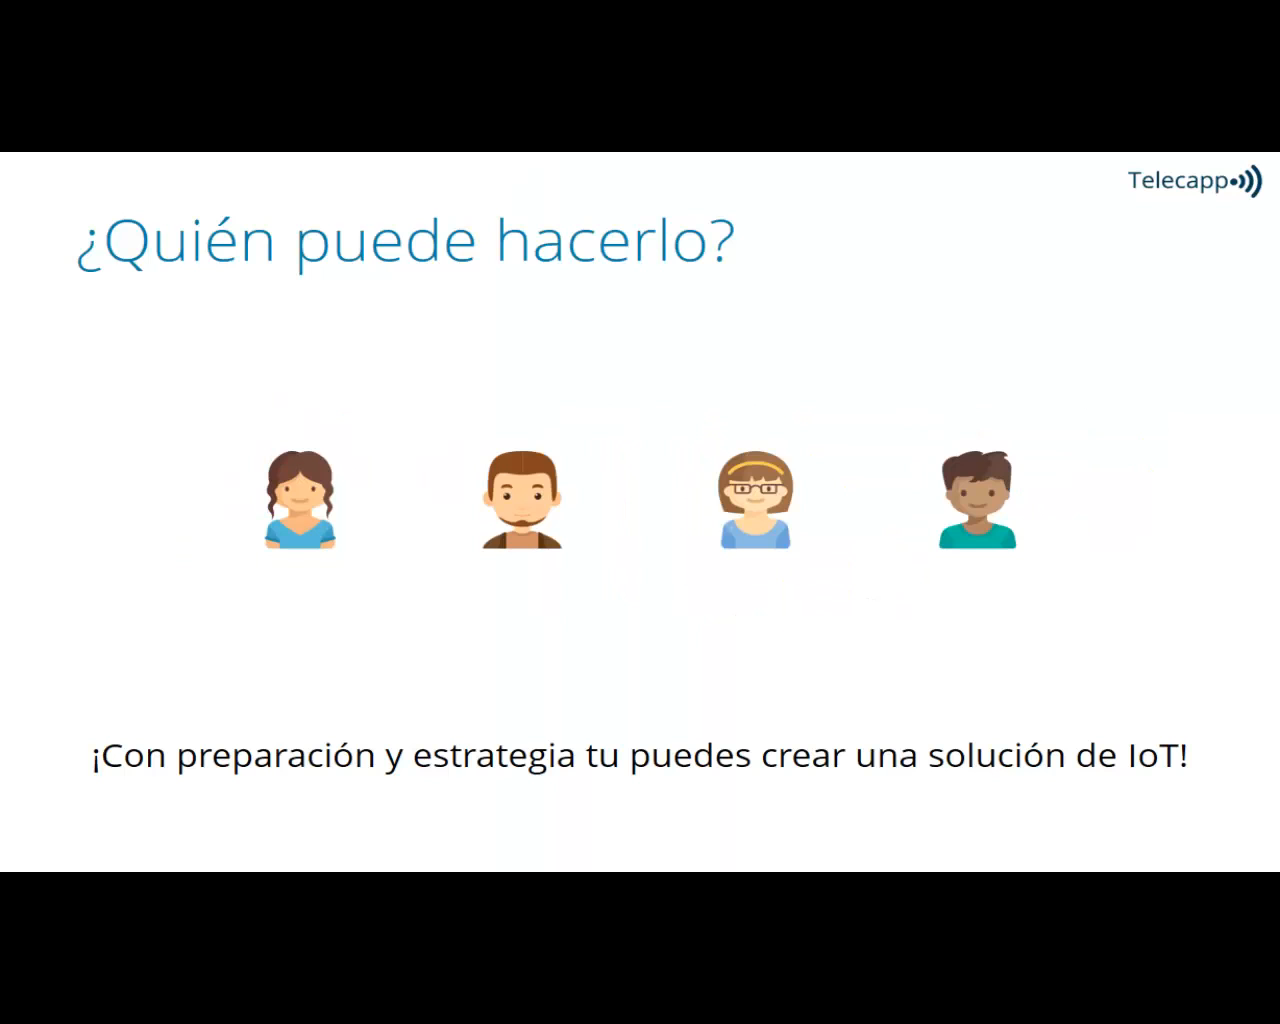 Telecapp
¿Quién puede hacerlo?
¡Con preparación y estrategia tu puedes crear una solución de IoT!